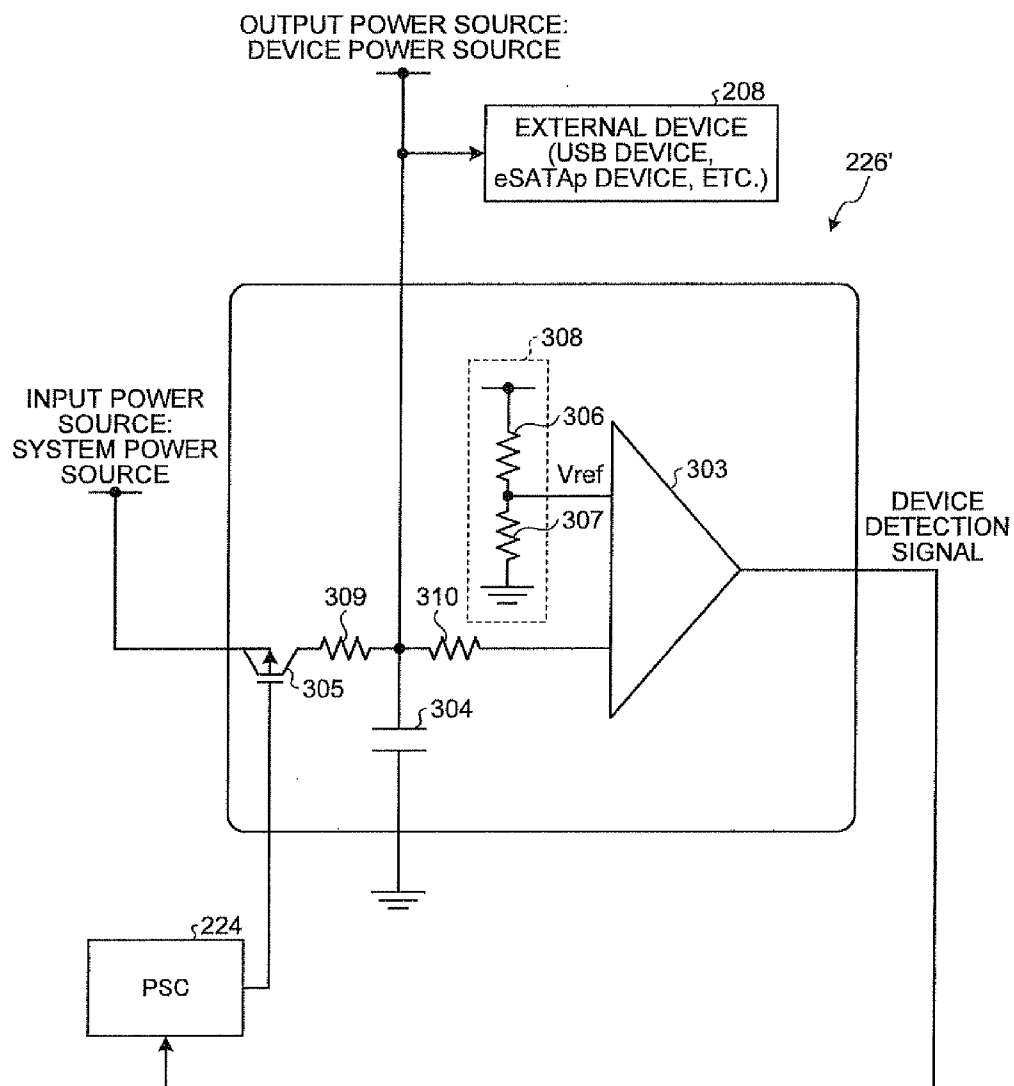 OUTPUT POWER SOURCE:
DEVICE POWER SOURCE
208
EXTERNAL DEVICE
(USB DEVICE,
eSATAp DEVICE, ETC.)
226'
308
INPUT POWER
SOURCE:
SYSTEM POWER
SOURCE
306
Vref
303
307
DEVICE
DETECTION
SIGNAL
309
310
305
304
224
PSC